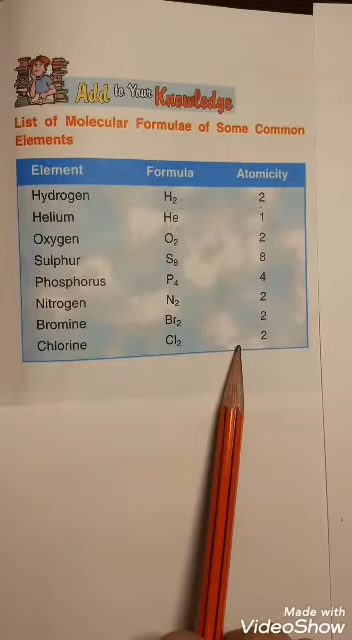 Add to Your Knowledge
List of Molecular Formulae of Some Common
Elements
Element Formula Atomicity
Hydrogen H₂ 2
Helium He 1
Oxygen O₂ 2
Sulphur S₈ 8
Phosphorus P₄ 4
Nitrogen N₂ 2
Bromine Br₂ 2
Chlorine Cl₂ 2
Made with
VideoShow